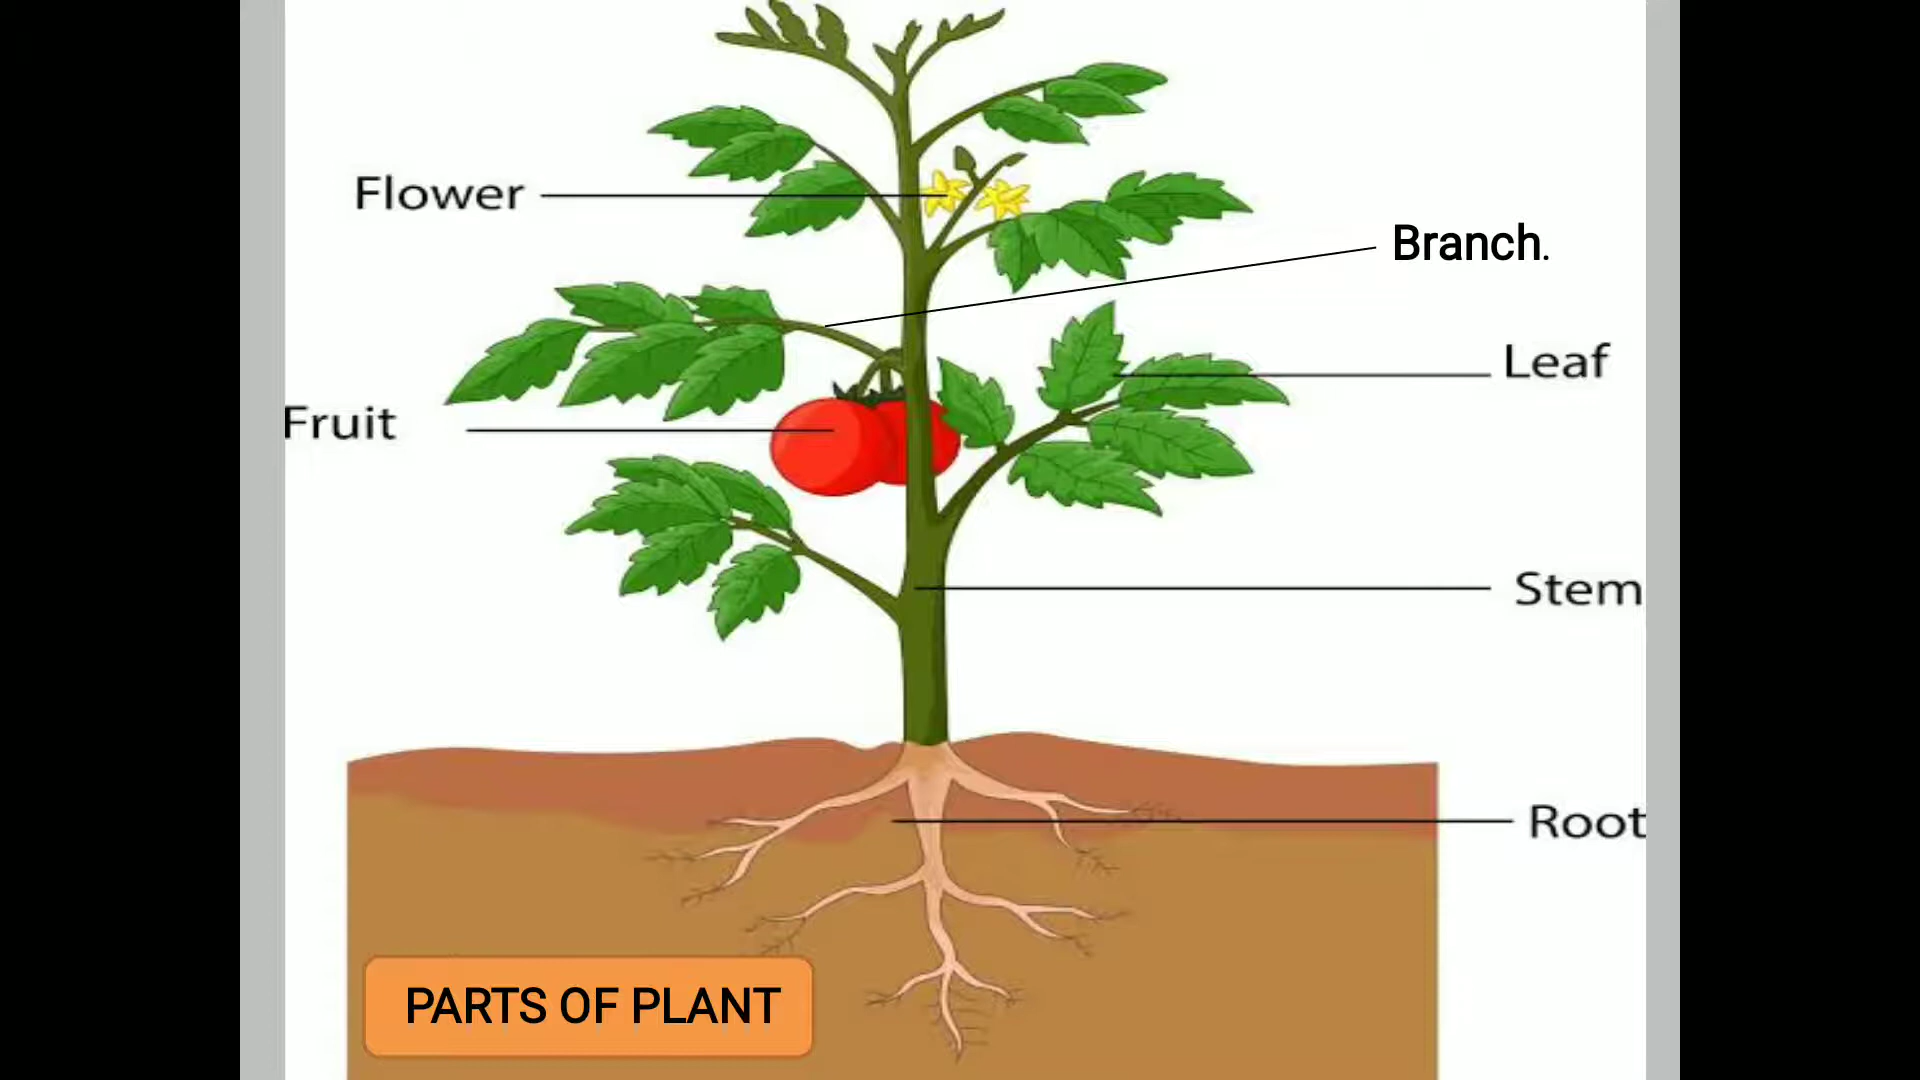 Flower
Branch.
Leaf
Fruit
Stem
Root
PARTS OF PLANT